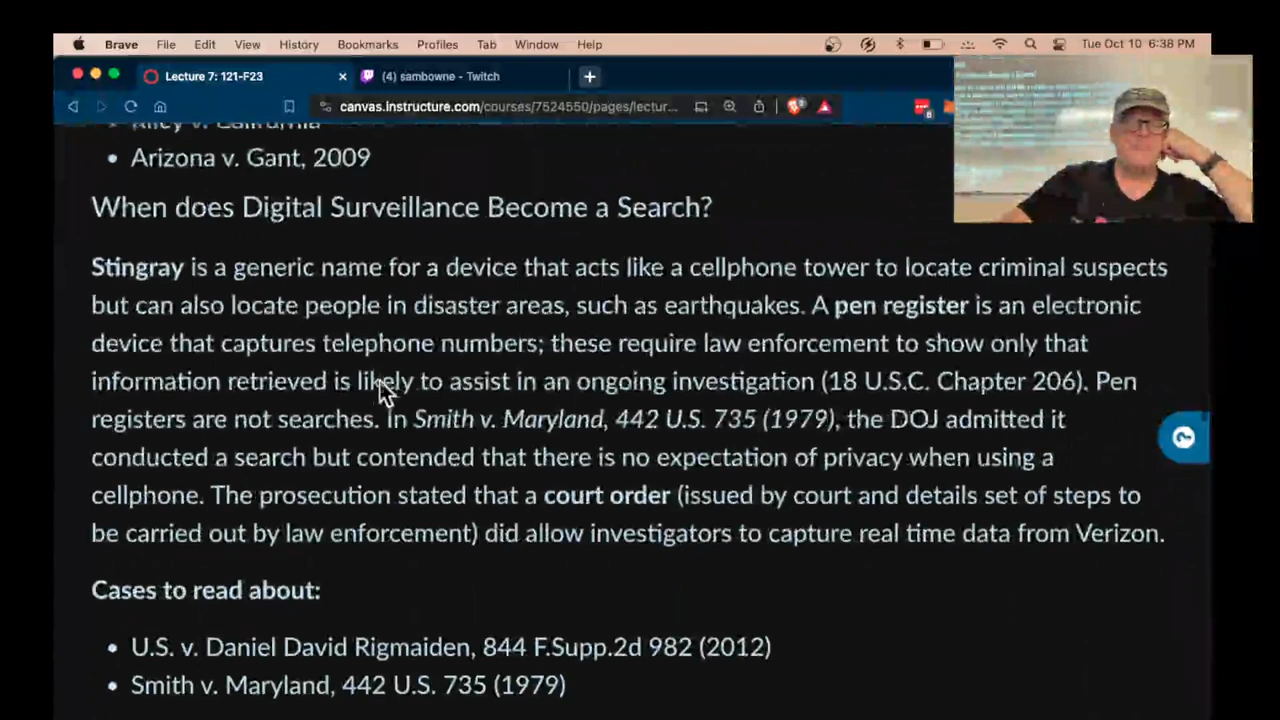 Brave File Edit View History Bookmarks Profiles Tab Window Help Tue Oct 10 6:38 PM
Lecture 7: 121-F23 (4) sambowne - Twitch
canvas.instructure.com/courses/7524550/pages/lectur...
Riley v. California
• Arizona v. Gant, 2009
When does Digital Surveillance Become a Search?
Stingray is a generic name for a device that acts like a cellphone tower to locate criminal suspects
but can also locate people in disaster areas, such as earthquakes. A pen register is an electronic
device that captures telephone numbers; these require law enforcement to show only that
information retrieved is likely to assist in an ongoing investigation (18 U.S.C. Chapter 206). Pen
registers are not searches. In Smith v. Maryland, 442 U.S. 735 (1979), the DOJ admitted it
conducted a search but contended that there is no expectation of privacy when using a
cellphone. The prosecution stated that a court order (issued by court and details set of steps to
be carried out by law enforcement) did allow investigators to capture real time data from Verizon.
Cases to read about:
• U.S. v. Daniel David Rigmaiden, 844 F.Supp.2d 982 (2012)
• Smith v. Maryland, 442 U.S. 735 (1979)